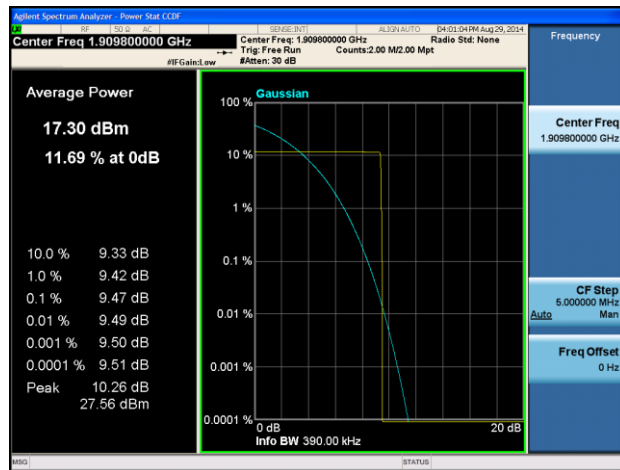 Agilent Spectrum Analyzer - Power Stat CCDF
RF 50 Ω AC SENSE:INT ALIGN AUTO 04:01:04 PM Aug 29, 2014
Center Freq 1.909800000 GHz
Center Freq: 1.909800000 GHz Radio Std: None
Trig: Free Run Counts:2.00 M/2.00 Mpt
#IFGain:Low #Atten: 30 dB
Frequency
Average Power
17.30 dBm
11.69 % at 0dB
10.0 % 9.33 dB
1.0 % 9.42 dB
0.1 % 9.47 dB
0.01 % 9.49 dB
0.001 % 9.50 dB
0.0001 % 9.51 dB
Peak 10.26 dB
27.56 dBm
Gaussian
100 %
10 %
1 %
0.1 %
0.01 %
0.001 %
0.0001 %
0 dB 20 dB
Info BW 390.00 kHz
Center Freq
1.909800000 GHz
CF Step
5.000000 MHz
Auto Man
Freq Offset
0 Hz
MSG STATUS